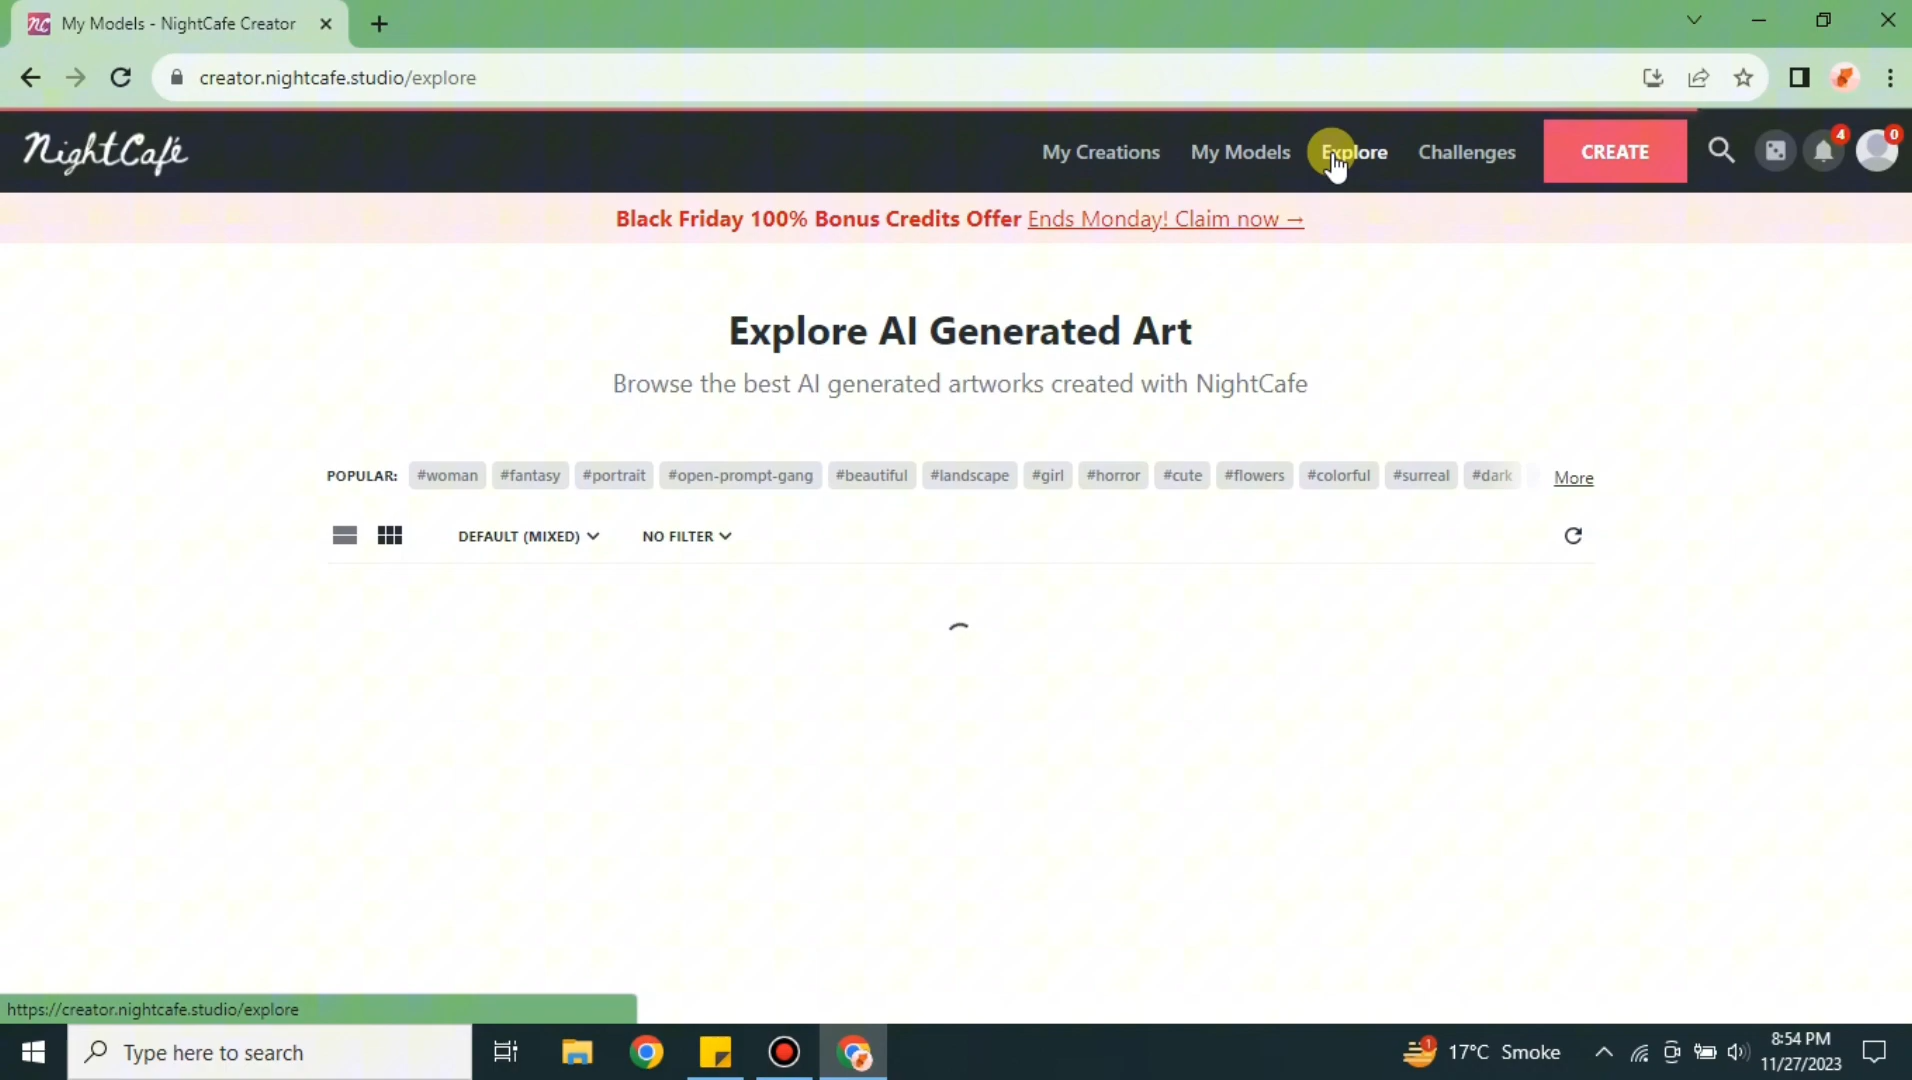 My Models - NightCafe Creator
creator.nightcafe.studio/explore
NightCafé
My Creations
My Models
Explore
Challenges
CREATE
4
0
Black Friday 100% Bonus Credits Offer Ends Monday! Claim now →
Explore AI Generated Art
Browse the best AI generated artworks created with NightCafe
POPULAR: #woman #fantasy #portrait #open-prompt-gang #beautiful #landscape #girl #horror #cute #flowers #colorful #surreal #dark More
DEFAULT (MIXED) NO FILTER
https://creator.nightcafe.studio/explore
Type here to search
1
17°C Smoke
8:54 PM
11/27/2023